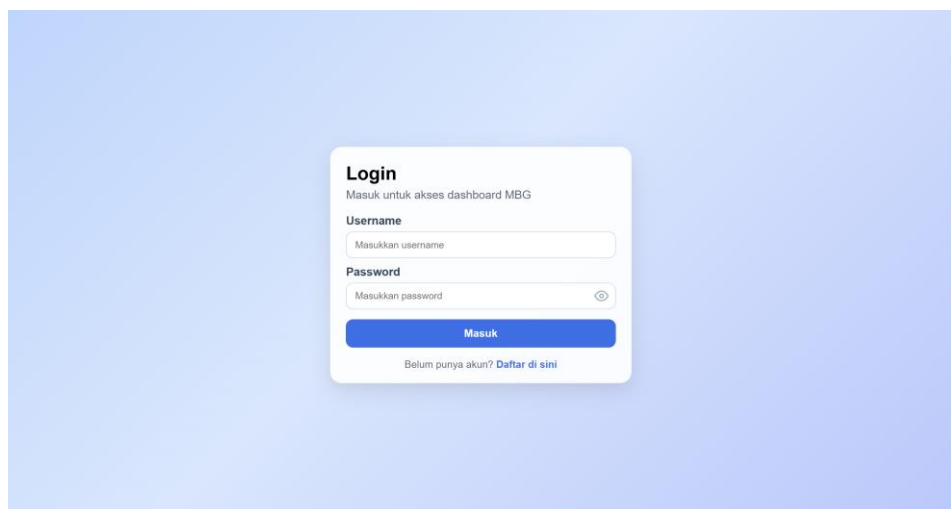 Login
Masuk untuk akses dashboard MBG
Username
Masukkan username
Password
Masukkan password
Masuk
Belum punya akun? Daftar di sini